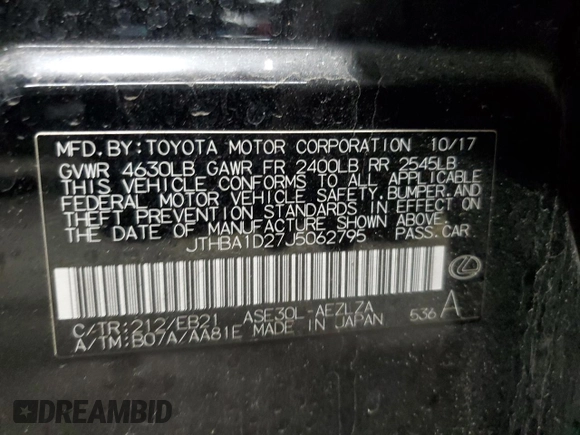 MFD.BY:TOYOTA MOTOR CORPORATION 10/17
GVWR 4630LB GAWR FR 2400LB RR 2545LB
THIS VEHICLE CONFORMS TO ALL APPLICABLE
FEDERAL MOTOR VEHICLE SAFETY,BUMPER,AND
THEFT PREVENTION STANDARDS IN EFFECT ON
THE DATE OF MANUFACTURE SHOWN ABOVE.
JTHBA1D27J5062795 PASS.CAR
C/TR:212/EB21 ASE30L-AEZLZA 536 A
A/TM:B07A/AA81E MADE IN JAPAN
DREAMBID